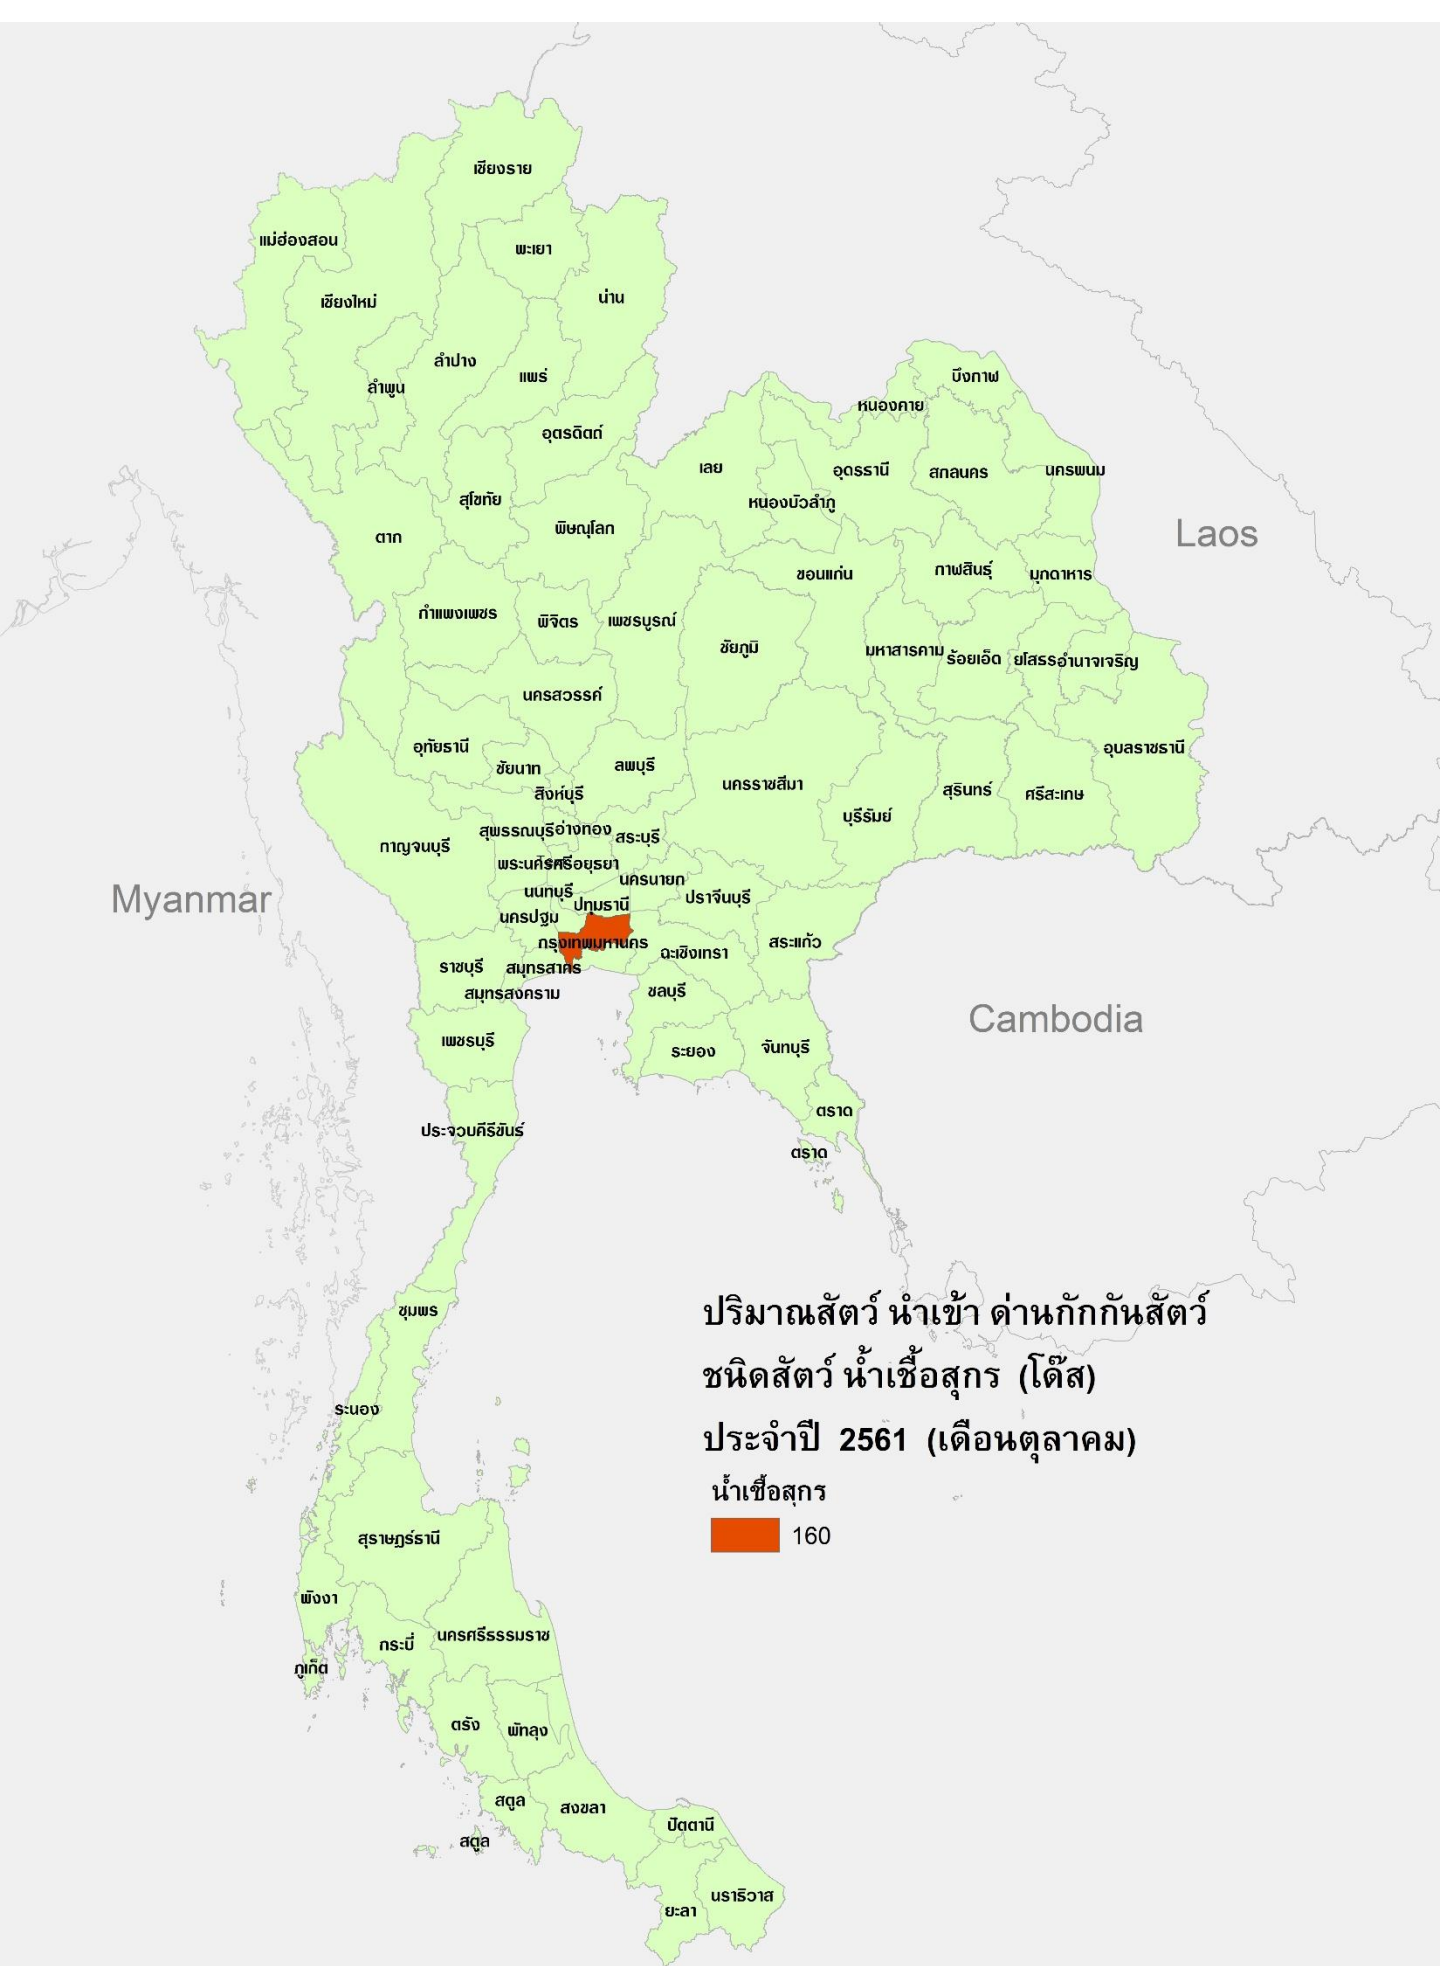 เชียงราย
แม่ฮ่องสอน
พะเยา
เชียงใหม่
น่าน
ลำปาง
แพร่
ลำพูน
บึงกาฬ
หนองคาย
อุตรดิตถ์
เลย
อุดรธานี
สกลนคร
นครพนม
สุโขทัย
หนองบัวลำภู
พิษณุโลก
ตาก
Laos
ขอนแก่น
กาฬสินธุ์
มุกดาหาร
กำแพงเพชร
พิจิตร
เพชรบูรณ์
ชัยภูมิ
มหาสารคาม
ร้อยเอ็ด
ยโสธร
อำนาจเจริญ
นครสวรรค์
อุทัยธานี
ชัยนาท
ลพบุรี
อุบลราชธานี
นครราชสีมา
สุรินทร์
ศรีสะเกษ
สิงห์บุรี
บุรีรัมย์
สุพรรณบุรี
อ่างทอง
สระบุรี
กาญจนบุรี
พระนครศรีอยุธยา
นครนายก
นนทบุรี
ปราจีนบุรี
Myanmar
ปทุมธานี
นครปฐม
กรุงเทพมหานคร
สระแก้ว
ฉะเชิงเทรา
ราชบุรี
สมุทรสาคร
สมุทรสงคราม
ชลบุรี
Cambodia
เพชรบุรี
ระยอง
จันทบุรี
ตราด
ประจวบคีรีขันธ์
ตราด
ชุมพร
ปริมาณสัตว์ นำเข้า ด่านกักกันสัตว์
ชนิดสัตว์ น้ำเชื้อสุกร (โด๊ส)
ประจำปี 2561 (เดือนตุลาคม)
น้ำเชื้อสุกร
160
ระนอง
สุราษฎร์ธานี
พังงา
กระบี่
นครศรีธรรมราช
ภูเก็ต
ตรัง
พัทลุง
สตูล
สงขลา
ปัตตานี
สตูล
นราธิวาส
ยะลา